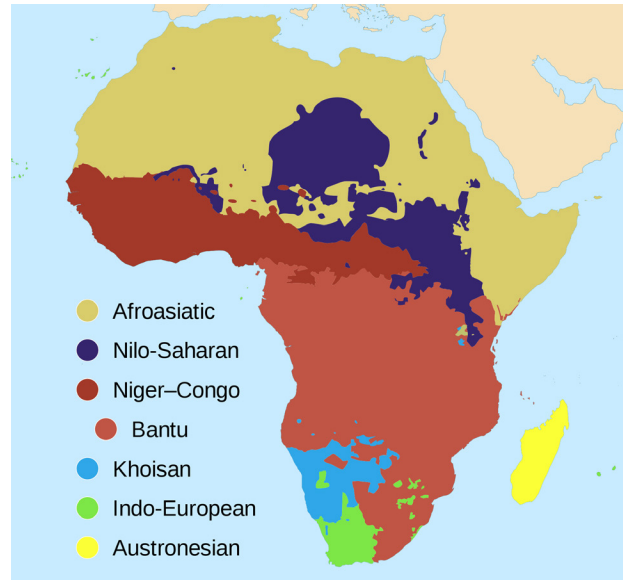 Afroasiatic
Nilo-Saharan
Niger–Congo
Bantu
Khoisan
Indo-European
Austronesian